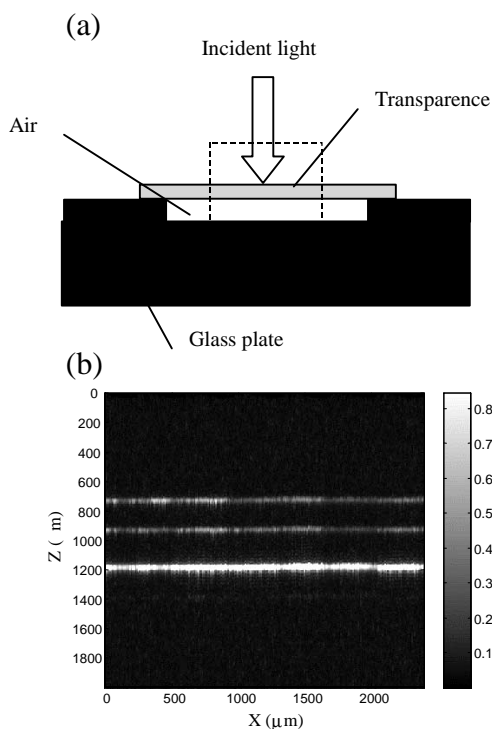 (a)
Incident light
Transparence
Air
Glass plate
(b)
0
200
400
600
800
1000
1200
1400
1600
1800
Z ( m)
0
500
1000
1500
2000
X (μm)
0.8
0.7
0.6
0.5
0.4
0.3
0.2
0.1